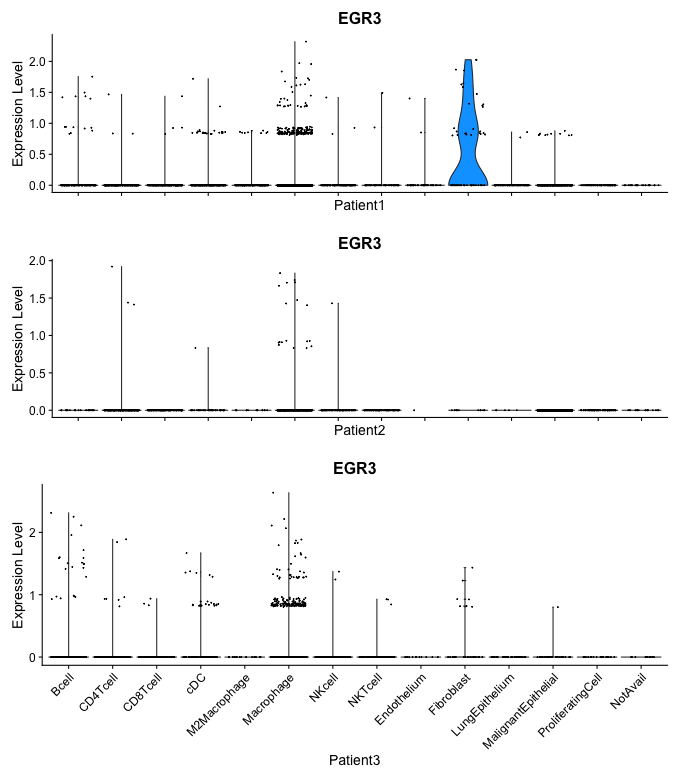 EGR3
Expression Level
2.0
1.5
1.0
0.5
0.0
Patient1
EGR3
Expression Level
2.0
1.5
1.0
0.5
0.0
Patient2
EGR3
Expression Level
2
1
0
Bcell
CD4Tcell
CD8Tcell
cDC
M2Macrophage
Macrophage
NKcell
NKTcell
Endothelium
Fibroblast
LungEpithelium
MalignantEpithelial
ProliferatingCell
NotAvail
Patient3